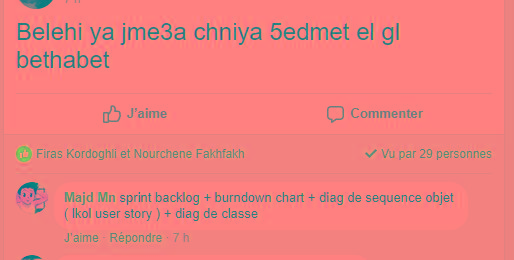 Belehi ya jme3a chniya 5edmet el gl
bethabet
J'aime
Commenter
Firas Kordoghli et Nourchene Fakhfakh
Vu par 29 personnes
Majd Mn sprint backlog + burndown chart + diag de sequence objet
( lkol user story ) + diag de classe
J'aime · Répondre · 7 h